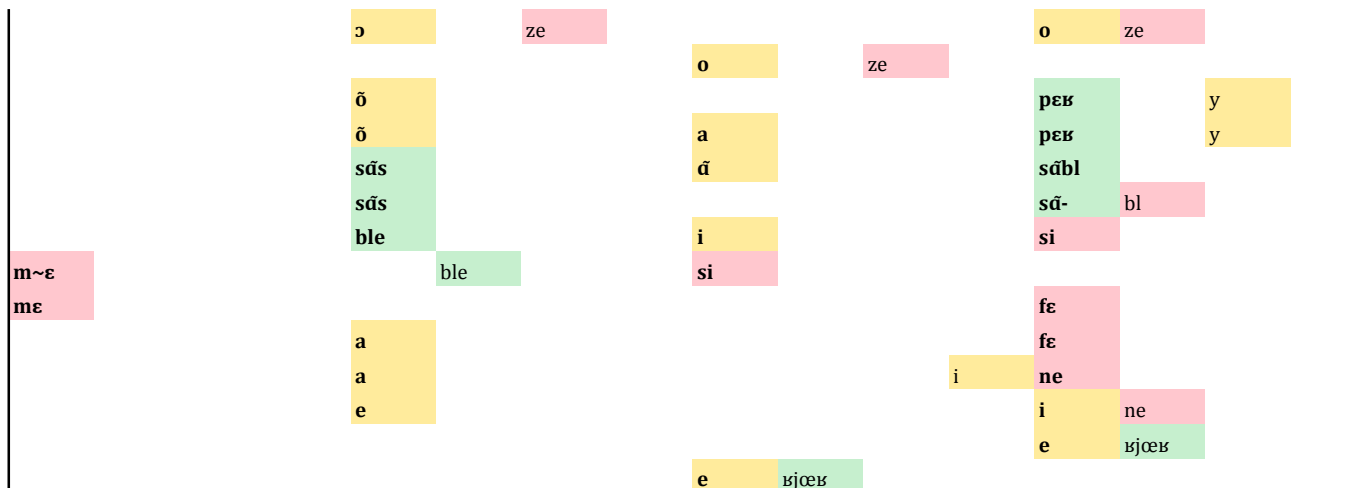 ɔ ze o ze
o ze
õ pɛʁ y
õ a pɛʁ y
sɑ̃s ɑ̃ sɑ̃bl
sɑ̃s sɑ̃- bl
ble i si
m~ɛ ble si
mɛ fɛ
a fɛ
a i ne
e i ne
e ʁjœʁ
e ʁjœʁ